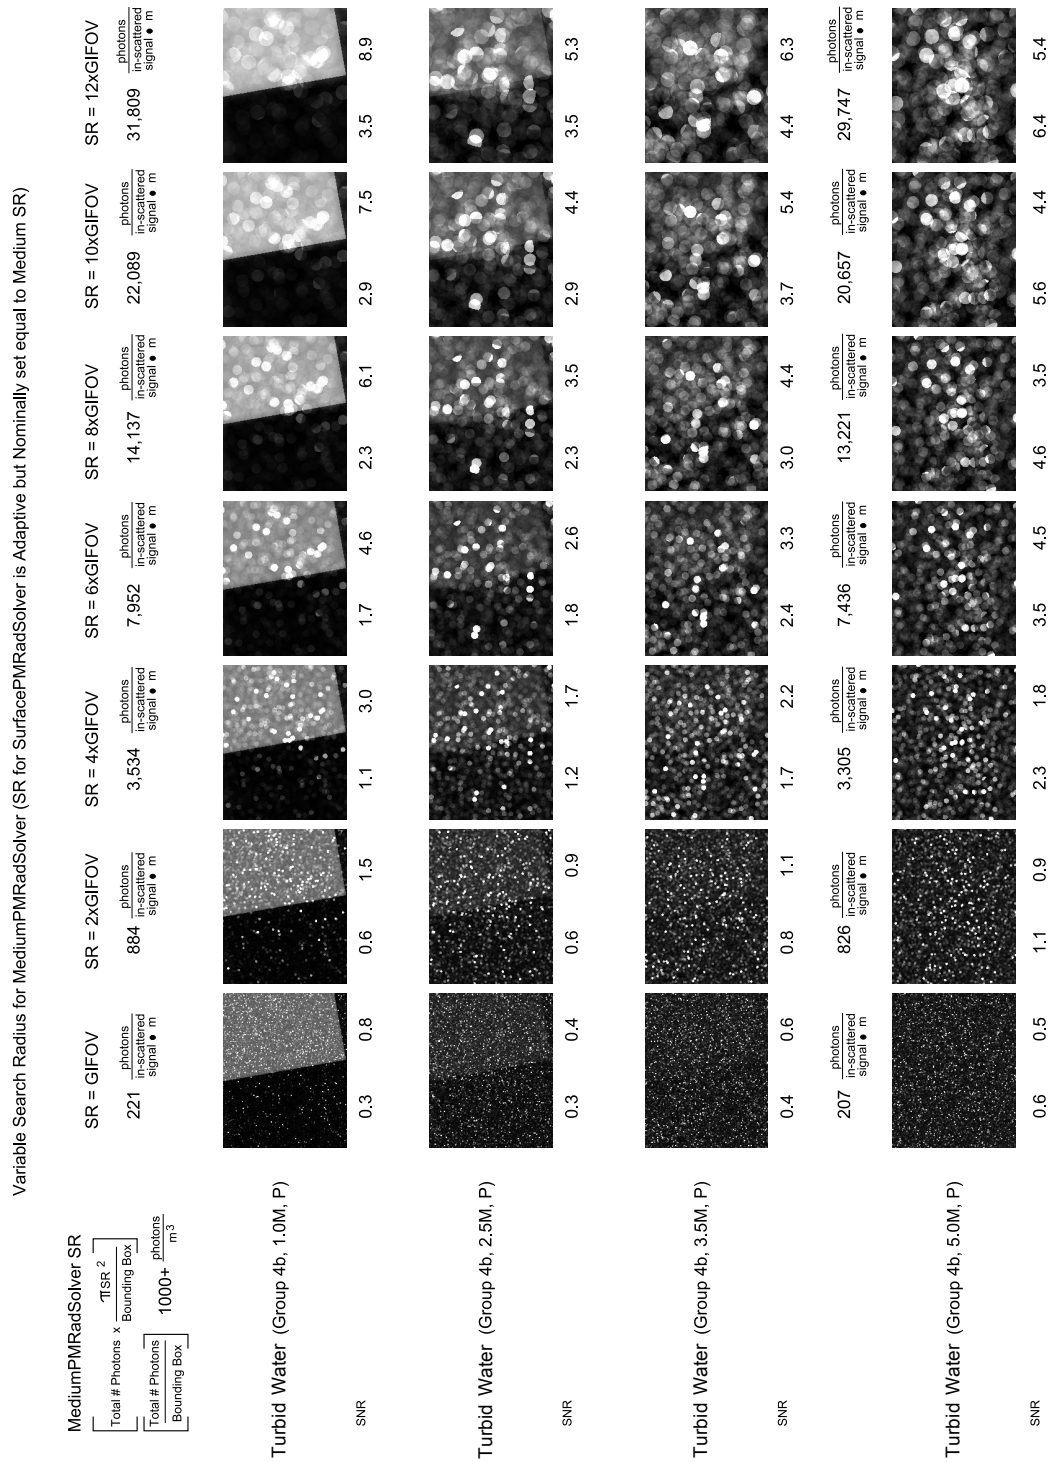 Variable Search Radius for MediumPMRadSolver (SR for SurfacePMRadSolver is Adaptive but Nominally set equal to Medium SR)
MediumPMRadSolver SR
SR = GIFOV
SR = 2xGIFOV
SR = 4xGIFOV
SR = 6xGIFOV
SR = 8xGIFOV
SR = 10xGIFOV
SR = 12xGIFOV
Total # Photons x πSR 2
Bounding Box
Total # Photons
Bounding Box
1000+ photons
m 3
221 photons
in-scattered
signal ● m
884 photons
in-scattered
signal ● m
3,534 photons
in-scattered
signal ● m
7,952 photons
in-scattered
signal ● m
14,137 photons
in-scattered
signal ● m
22,089 photons
in-scattered
signal ● m
31,809 photons
in-scattered
signal ● m
Turbid Water (Group 4b, 1.0M, P)
SNR 0.3 0.8 0.6 1.5 1.1 3.0 1.7 4.6 2.3 6.1 2.9 7.5 3.5 8.9
Turbid Water (Group 4b, 2.5M, P)
SNR 0.3 0.4 0.6 0.9 1.2 1.7 1.8 2.6 2.3 3.5 2.9 4.4 3.5 5.3
Turbid Water (Group 4b, 3.5M, P)
SNR 0.4 0.6 0.8 1.1 1.7 2.2 2.4 3.3 3.0 4.4 3.7 5.4 4.4 6.3
207 photons
in-scattered
signal ● m
826 photons
in-scattered
signal ● m
3,305 photons
in-scattered
signal ● m
7,436 photons
in-scattered
signal ● m
13,221 photons
in-scattered
signal ● m
20,657 photons
in-scattered
signal ● m
29,747 photons
in-scattered
signal ● m
Turbid Water (Group 4b, 5.0M, P)
SNR 0.6 0.5 1.1 0.9 2.3 1.8 3.5 4.5 4.6 3.5 5.6 4.4 6.4 5.4